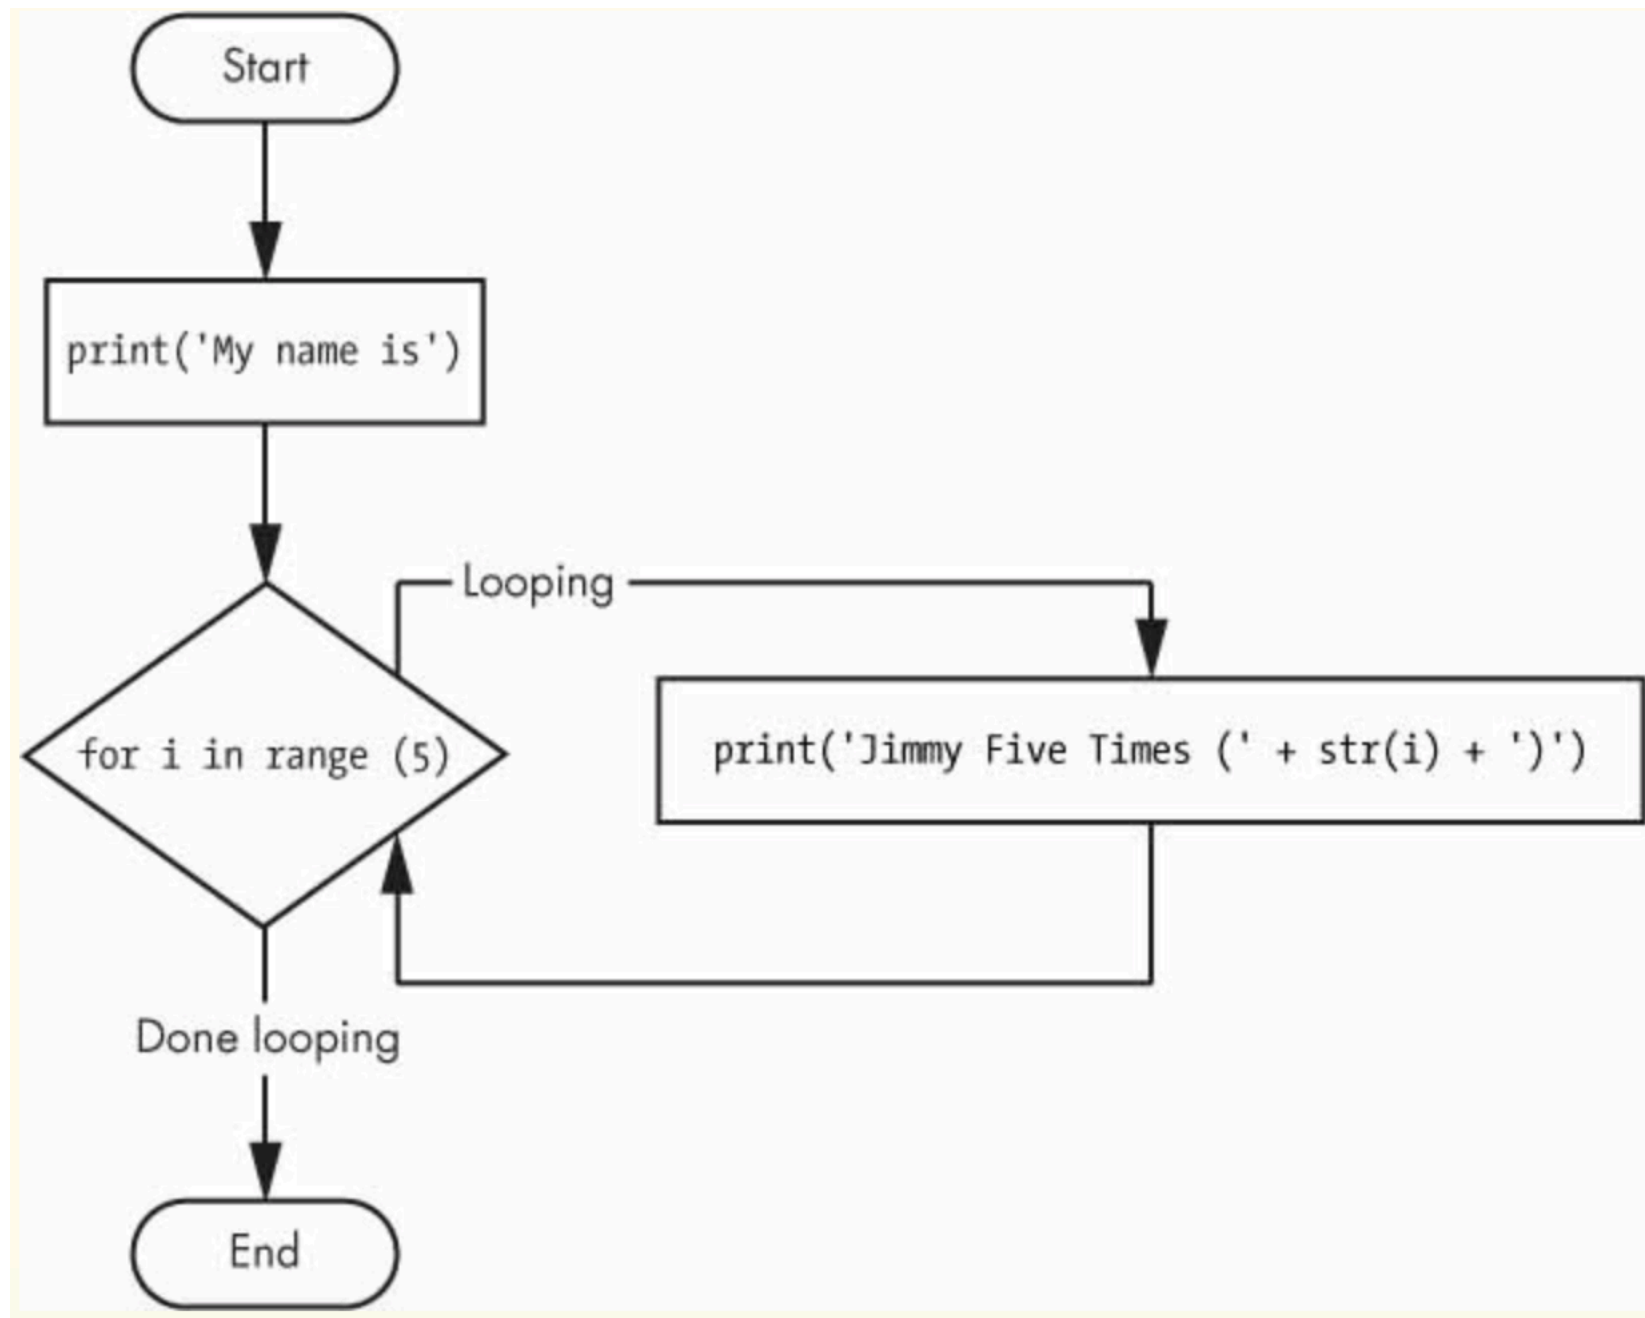 Start
print('My name is')
Looping
for i in range (5)
print('Jimmy Five Times (' + str(i) + ')')
Done looping
End